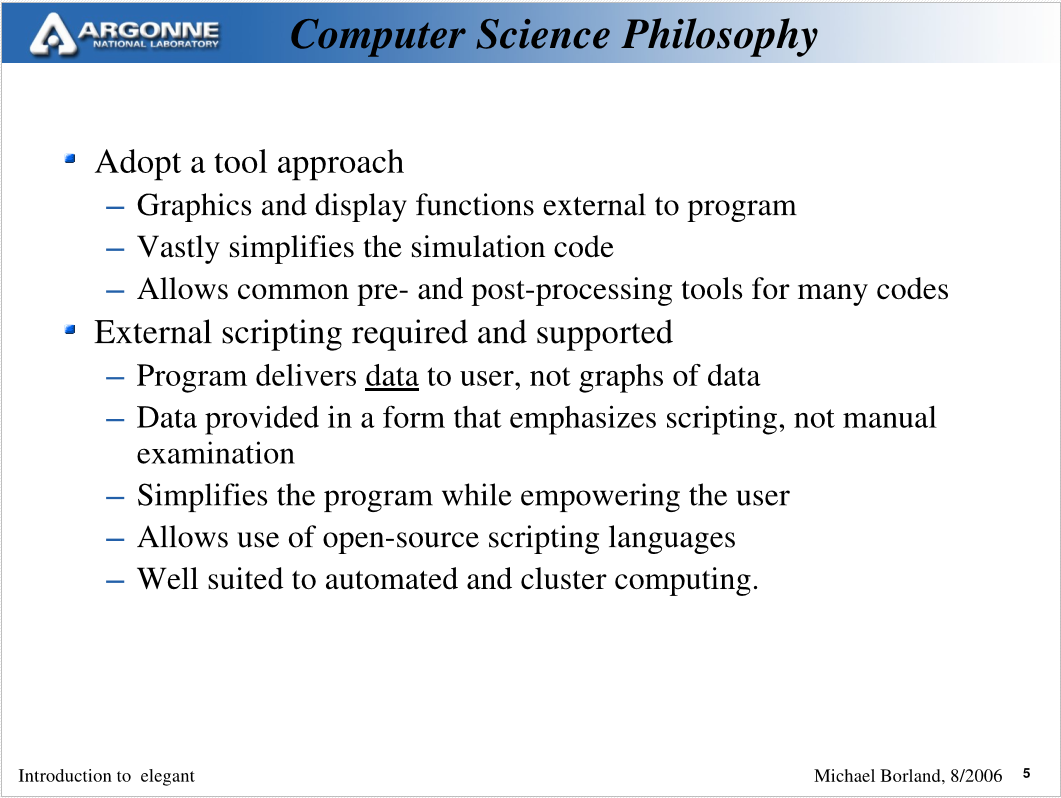 ARGONNE
NATIONAL LABORATORY
Computer Science Philosophy
Adopt a tool approach
– Graphics and display functions external to program
– Vastly simplifies the simulation code
– Allows common pre- and post-processing tools for many codes
External scripting required and supported
– Program delivers data to user, not graphs of data
– Data provided in a form that emphasizes scripting, not manual
examination
– Simplifies the program while empowering the user
– Allows use of open-source scripting languages
– Well suited to automated and cluster computing.
Introduction to elegant
Michael Borland, 8/2006 5